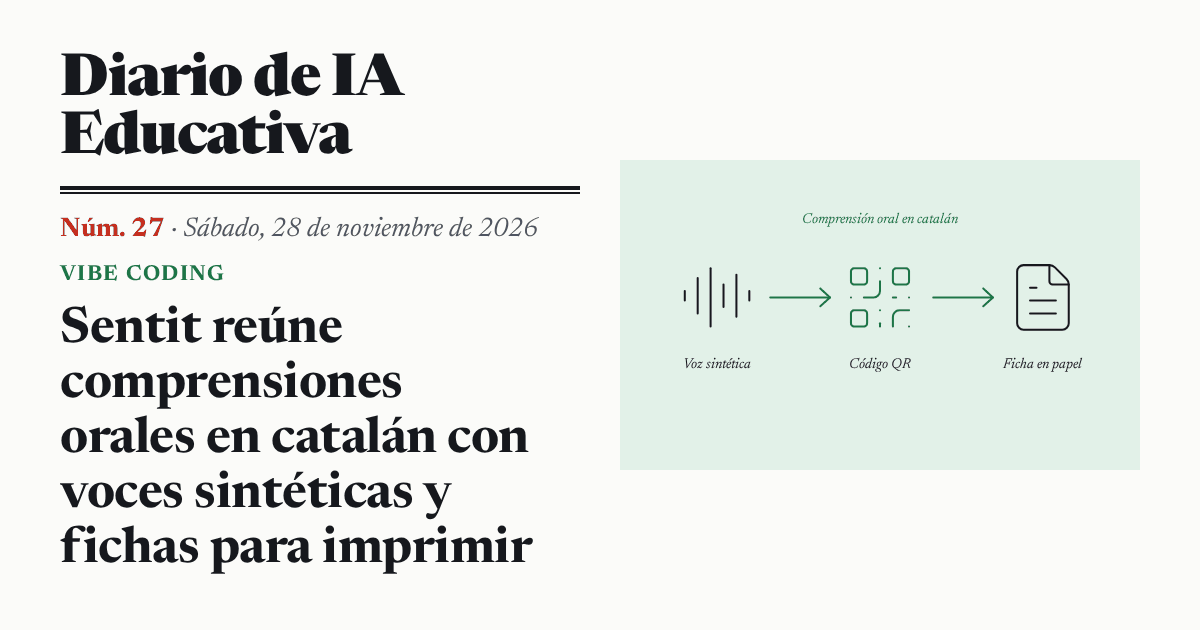 Diario de IA
Educativa
Núm. 27 · Sábado, 28 de noviembre de 2026
VIBE CODING
Sentit reúne
comprensiones
orales en catalán con
voces sintéticas y
fichas para imprimir
Comprensión oral en catalán
Voz sintética
Código QR
Ficha en papel